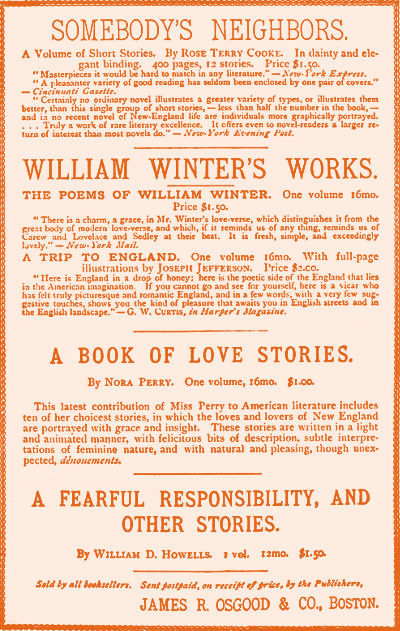 SOMEBODY'S NEIGHBORS.
A Volume of Short Stories. By ROSE TERRY COOKE. In dainty and ele-
gant binding. 400 pages, 12 stories. Price $1.50.
"Masterpieces it would be hard to match in any literature." — New-York Express.
"A pleasanter variety of good reading has seldom been enclosed by one pair of covers."
— Cincinnati Gazette.
"Certainly no ordinary novel illustrates a greater variety of types, or illustrates them
better, than this single group of short stories, — less than half the number in the book, —
and in no recent novel of New-England life are individuals more graphically portrayed.
. . . Truly a work of rare literary excellence. It offers even to novel-readers a larger re-
turn of interest than most novels do." — New-York Evening Post.
WILLIAM WINTER'S WORKS.
THE POEMS OF WILLIAM WINTER. One volume 16mo.
Price $1.50.
"There is a charm, a grace, in Mr. Winter's love-verse, which distinguishes it from the
great body of modern love-verse, and which, if it reminds us of any thing, reminds us of
Carew and Lovelace and Sedley at their best. It is fresh, simple, and exceedingly
lovely." — New-York Mail.
A TRIP TO ENGLAND. One volume 16mo. With full-page
illustrations by JOSEPH JEFFERSON. Price $2.00.
"Here is England in a drop of honey; here is the poetic side of the England that lies
in the American imagination. If you cannot go and see for yourself, here is a vicar who
has felt truly picturesque and romantic England, and in a few words, with a very few sug-
gestive touches, shows you the kind of pleasure that awaits you in English streets and in
the English landscape." — G. W. CURTIS, in Harper's Magazine.
A BOOK OF LOVE STORIES.
By NORA PERRY. One volume, 16mo. $1.00.
This latest contribution of Miss Perry to American literature includes
ten of her choicest stories, in which the loves and lovers of New England
are portrayed with grace and insight. These stories are written in a light
and animated manner, with felicitous bits of description, subtle interpre-
tations of feminine nature, and with natural and pleasing, though unex-
pected, dénouements.
A FEARFUL RESPONSIBILITY, AND
OTHER STORIES.
By WILLIAM D. HOWELLS. 1 vol. 12mo. $1.50.
Sold by all booksellers. Sent postpaid, on receipt of price, by the Publishers,
JAMES R. OSGOOD & CO., BOSTON.